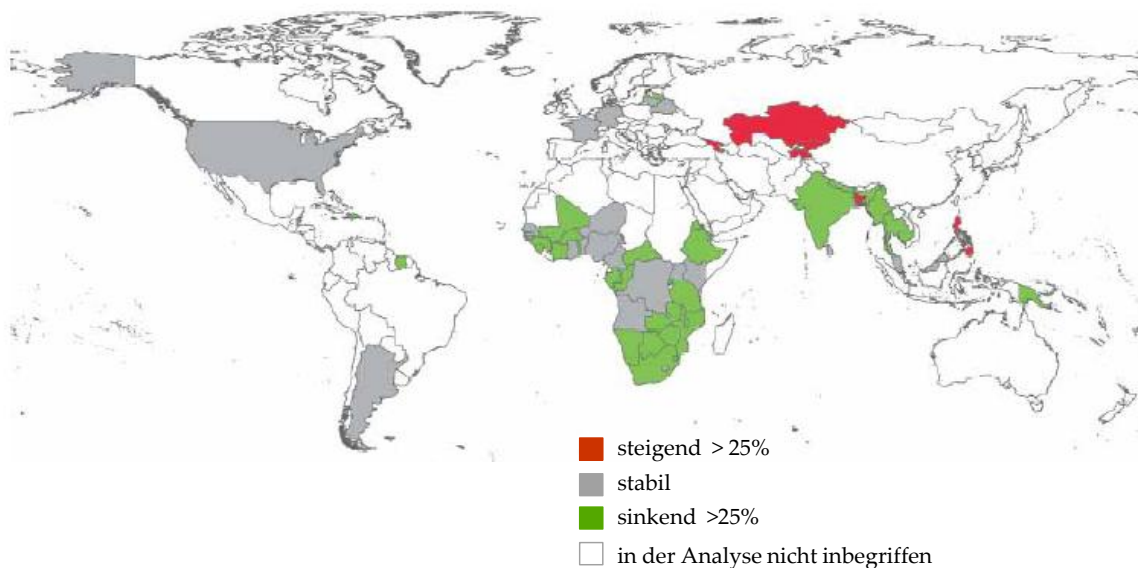 steigend > 25%
stabil
sinkend >25%
in der Analyse nicht inbegriffen